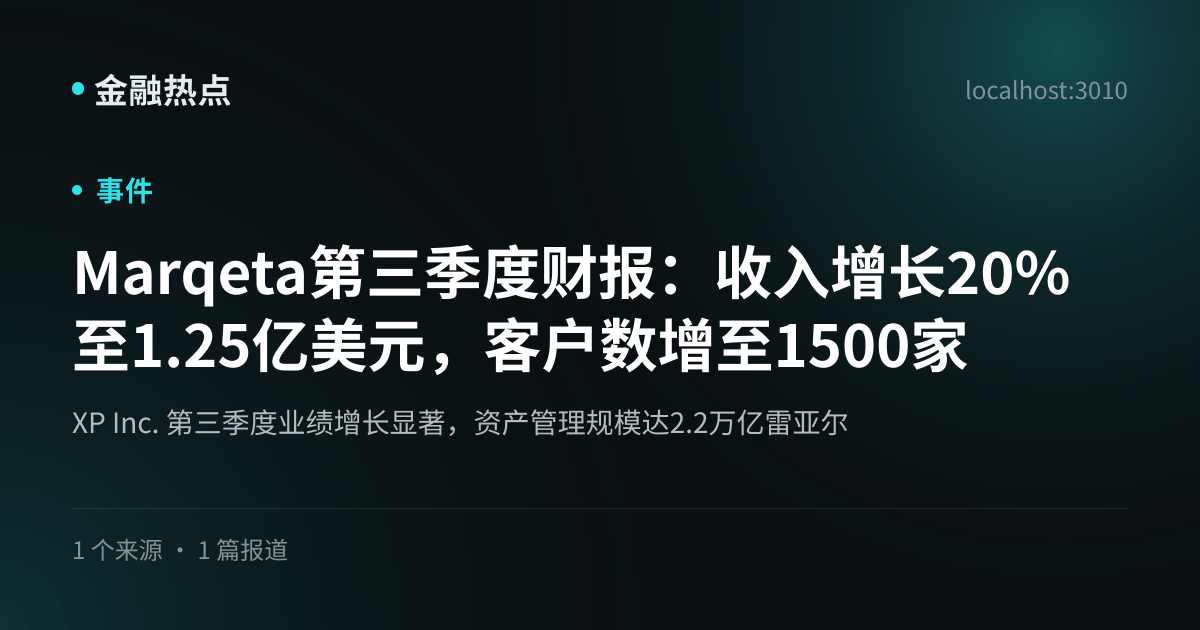 金融热点
localhost:3010
事件
Marqeta第三季度财报：收入增长20%
至1.25亿美元，客户数增至1500家
XP Inc. 第三季度业绩增长显著，资产管理规模达2.2万亿雷亚尔
1 个来源 · 1 篇报道